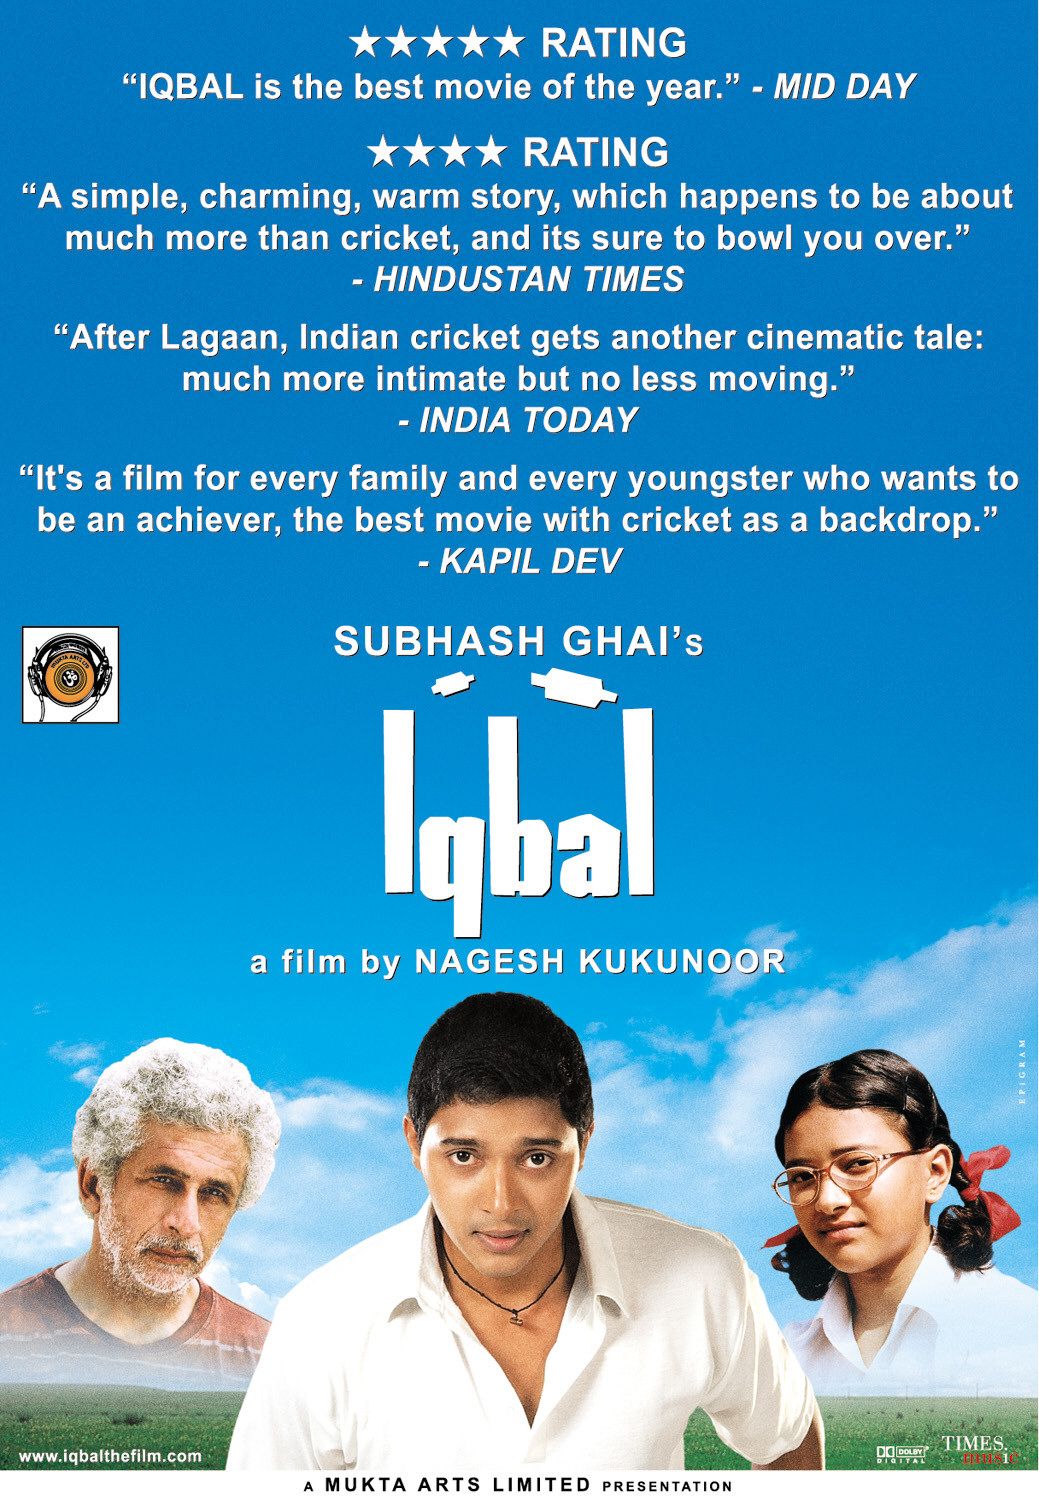 ★★★★★ RATING
“IQBAL is the best movie of the year.” - MID DAY
★★★★ RATING
“A simple, charming, warm story, which happens to be about
much more than cricket, and its sure to bowl you over.”
- HINDUSTAN TIMES
“After Lagaan, Indian cricket gets another cinematic tale:
much more intimate but no less moving.”
- INDIA TODAY
“It's a film for every family and every youngster who wants to
be an achiever, the best movie with cricket as a backdrop.”
- KAPIL DEV
SUBHASH GHAI’s
MUKTA ARTS LTD
Iqbal
a film by NAGESH KUKUNOOR
EPIGRAM
www.iqbalthefilm.com
DOLBY
DIGITAL
TIMES.
music
A MUKTA ARTS LIMITED PRESENTATION